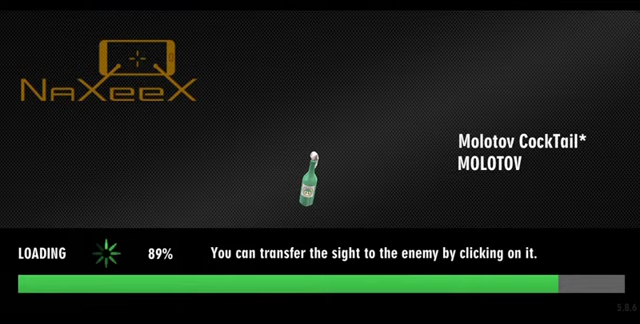 NAXEEX
Molotov CockTail*
MOLOTOV
LOADING 89% You can transfer the sight to the enemy by clicking on it.
5.8.6